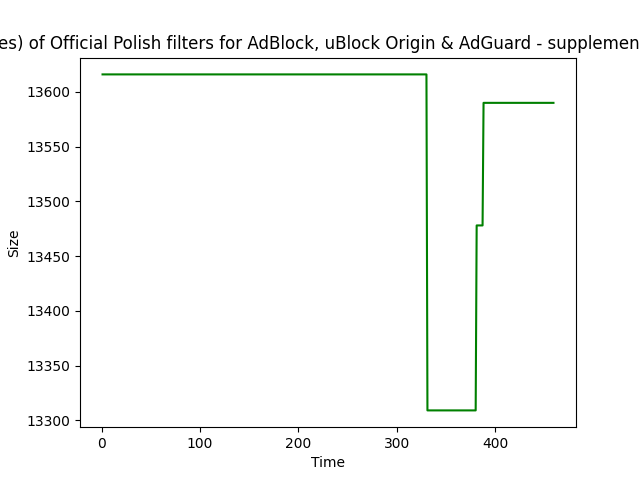 es) of Official Polish filters for AdBlock, uBlock Origin & AdGuard - supplemen
13600
13550
13500
13450
13400
13350
13300
Size
0 100 200 300 400
Time